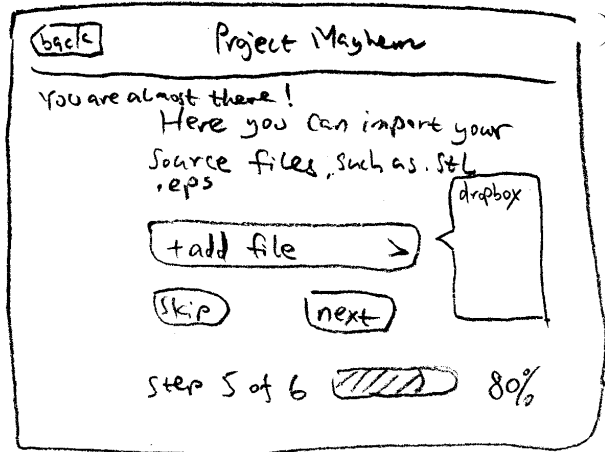 back
Project Mayhem
You are almost there!
Here you can import your
source files, such as .stl
.eps
dropbox
+add file >
skip
next
step 5 of 6 80%